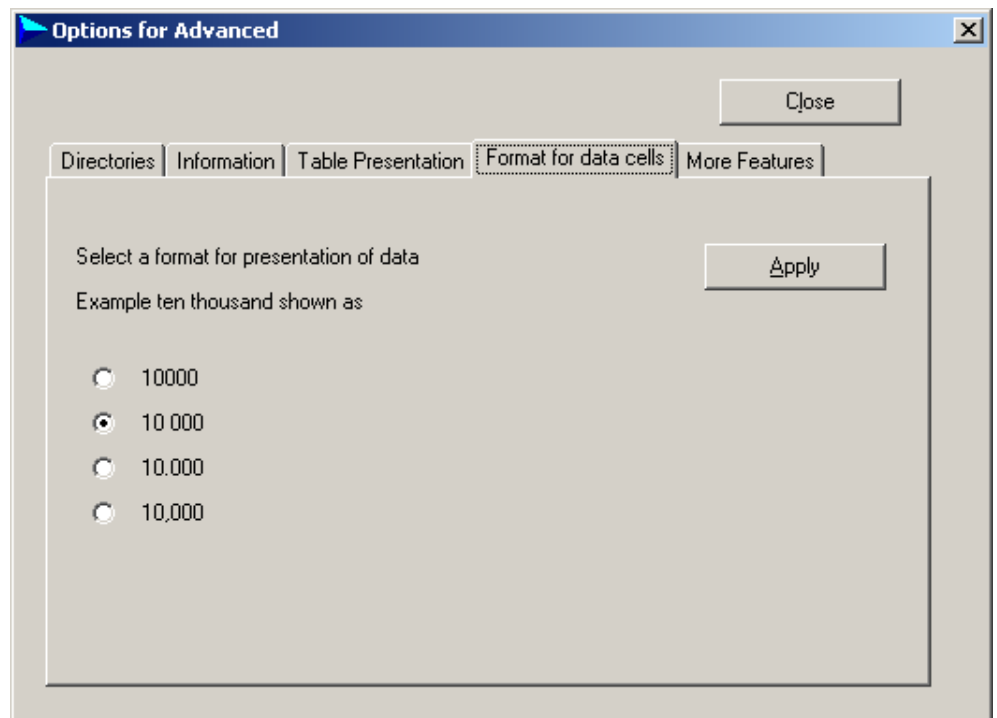 Options for Advanced
Close
Directories Information Table Presentation Format for data cells More Features
Select a format for presentation of data
Apply
Example ten thousand shown as
10000
10 000
10.000
10,000